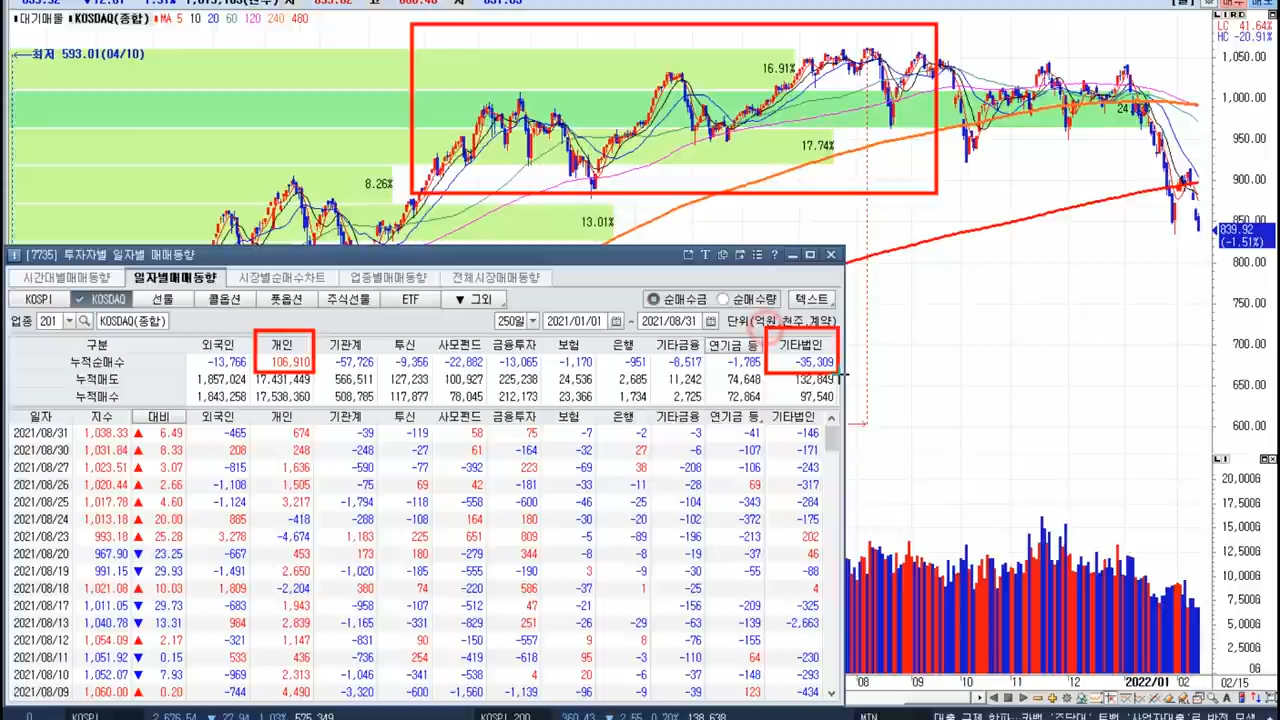 대기매물 KOSDAQ(종합) MA 5 10 20 60 120 240 480
LC 41.64%
HC -20.91%
최저 593.01(04/10)
16.91%
24
17.74%
8.26%
13.01%
1,050.00
1,000.00
950.00
900.00
850.00
839.92
(-1.51%)
800.00
750.00
700.00
650.00
600.00
[7735] 투자자별 일자별 매매동향
시간대별매매동향 일자별매매동향 시장별순매수차트 업종별매매동향 전체시장매매동향
KOSPI KOSDAQ 선물 콜옵션 풋옵션 주식선물 ETF ▼ 그외 순매수금 순매수량 텍스트
업종 201 KOSDAQ(종합) 250일 2021/01/01 ~ 2021/08/31 단위(억원,천주,계약)
구분 외국인 개인 기관계 투신 사모펀드 금융투자 보험 은행 기타금융 연기금 등 기타법인
누적순매수 -13,766 106,910 -57,726 -9,356 -22,882 -13,065 -1,170 -951 -8,517 -1,785 -35,309
누적매도 1,857,024 17,431,449 566,511 127,233 100,927 225,238 24,536 2,685 11,242 74,648 132,849
누적매수 1,843,258 17,538,360 508,785 117,877 78,045 212,173 23,366 1,734 2,725 72,864 97,540
일자 지수 대비 외국인 개인 기관계 투신 사모펀드 금융투자 보험 은행 기타금융 연기금 등 기타법인
2021/08/31 1,038.33 ▲ 6.49 -465 674 -39 -119 58 75 -7 -2 -3 -41 -146
2021/08/30 1,031.84 ▲ 8.33 208 248 -248 -27 61 -164 -32 27 -6 -107 -171
2021/08/27 1,023.51 ▲ 3.07 -815 1,636 -590 -77 -392 223 -69 38 -208 -106 -243
2021/08/26 1,020.44 ▲ 2.66 -1,108 1,505 -75 69 42 -181 -33 -11 -28 69 -317
2021/08/25 1,017.78 ▲ 4.60 -1,124 3,217 -1,794 -118 -558 -600 -46 -25 -104 -343 -284
2021/08/24 1,013.18 ▲ 20.00 885 -418 -288 -108 164 180 -30 -20 -102 -372 -175
2021/08/23 993.18 ▲ 25.28 3,278 -4,674 1,183 225 651 809 -5 -89 -196 -213 202
2021/08/20 967.90 ▼ 23.25 -667 453 173 180 -279 344 -8 -8 -19 -37 46
2021/08/19 991.15 ▼ 29.93 -1,491 2,650 -1,020 -185 -555 -190 3 -9 -30 -55 -88
2021/08/18 1,021.08 ▲ 10.03 1,809 -2,204 380 74 -220 586 -37 1 -25 4
2021/08/17 1,011.05 ▼ 29.73 -683 1,943 -958 -107 -512 47 -21 -156 -209 -325
2021/08/13 1,040.78 ▼ 13.31 984 2,839 -1,165 -331 -829 251 -26 -29 -63 -139 -2,663
2021/08/12 1,054.09 ▲ 2.17 -321 1,147 -831 90 -150 -557 9 8 -76 -155
2021/08/11 1,051.92 ▼ 0.15 533 436 -736 254 -419 -618 95 -3 -110 64 -230
2021/08/10 1,052.07 ▼ 7.93 -969 2,313 -1,046 -341 -538 4 20 -6 -37 -148 -293
2021/08/09 1,060.00 ▲ 0.20 -744 4,490 -3,320 -600 -1,560 -1,139 -96 -9 -39 123 -434
20,000G
17,500G
15,000G
12,500G
10,000G
7,500G
5,000G
2,500G
0G
08 09 10 11 12 2022/01 02 02/15